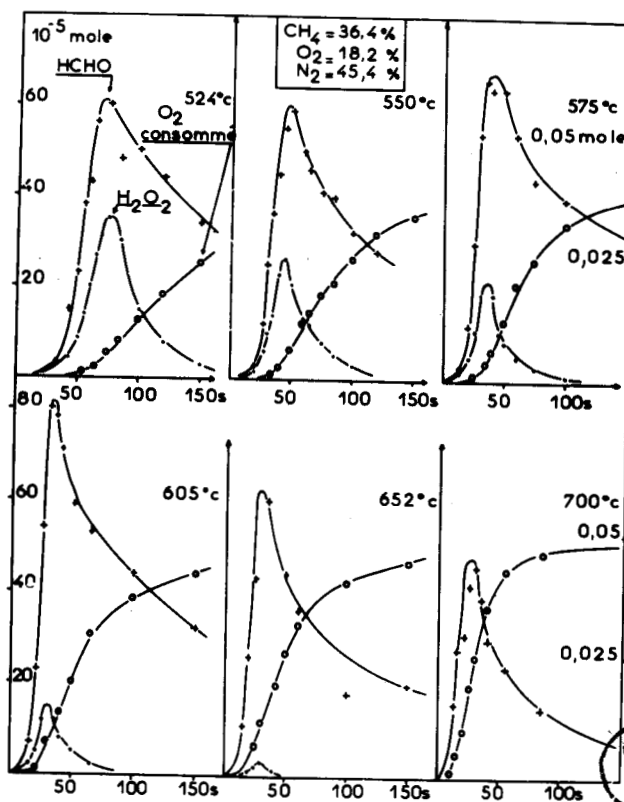 10⁻⁵ mole
HCHO
O₂
consommé
H₂O₂
524°c
60
40
20
50
100
150s
CH₄ = 36,4 %
O₂ = 18,2 %
N₂ = 45,4 %
550°c
50
100
150s
575°c
0,05 mole
0,025
50
100s
80
60
40
20
605°c
50
100
150s
652°c
50
100
150s
700°c
0,05
0,025
50
100s